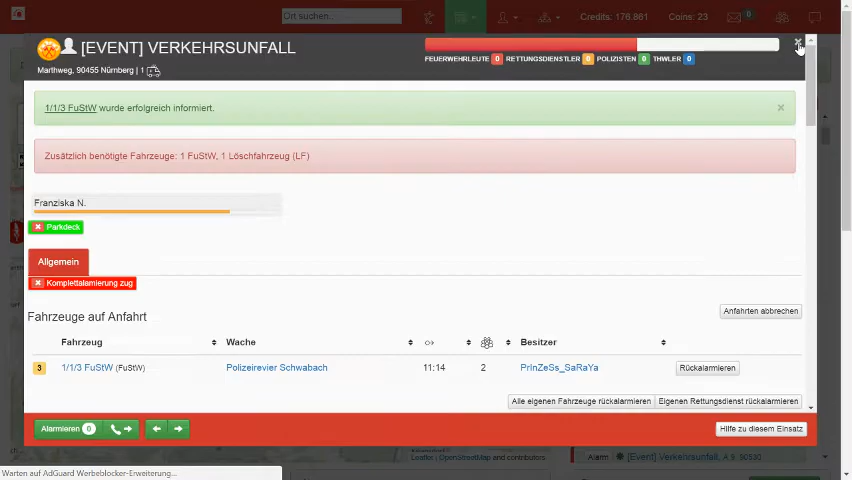 Ort suchen...
Credits: 176.861
Coins: 23
0
[EVENT] VERKEHRSUNFALL
FEUERWEHRLEUTE 0 RETTUNGSDIENSTLER 0 POLIZISTEN 0 THWLER 0
Marthweg, 90455 Nürnberg | 1
1/1/3 FuStW wurde erfolgreich informiert.
Zusätzlich benötigte Fahrzeuge: 1 FuStW, 1 Löschfahrzeug (LF)
Franziska N.
Parkdeck
Allgemein
Komplettalamierung zug
Fahrzeuge auf Anfahrt
Anfahrten abbrechen
Fahrzeug Wache Besitzer
3 1/1/3 FuStW (FuStW) Polizeirevier Schwabach 11:14 2 PrInZeSs_SaRaYa Rückalarmieren
Alle eigenen Fahrzeuge rückalarmieren Eigenen Rettungsdienst rückalarmieren
Alarmieren 0
Hilfe zu diesem Einsatz
Leaflet | OpenStreetMap and contributors.
Alarm [Event] Verkehrsunfall, A 9, 90530
Warten auf AdGuard Werbeblocker-Erweiterung...